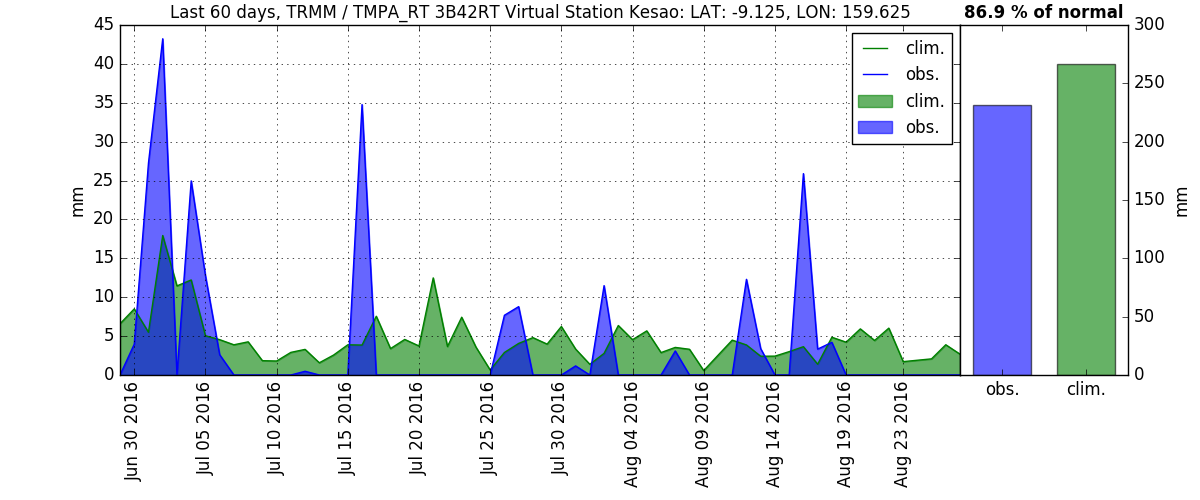 Last 60 days, TRMM / TMPA_RT 3B42RT Virtual Station Kesao: LAT: -9.125, LON: 159.625
86.9 % of normal
45
40
35
30
25
20
15
10
5
0
mm
clim.
obs.
clim.
obs.
300
250
200
150
100
50
0
mm
obs.
clim.
Jun 30 2016
Jul 05 2016
Jul 10 2016
Jul 15 2016
Jul 20 2016
Jul 25 2016
Jul 30 2016
Aug 04 2016
Aug 09 2016
Aug 14 2016
Aug 19 2016
Aug 23 2016